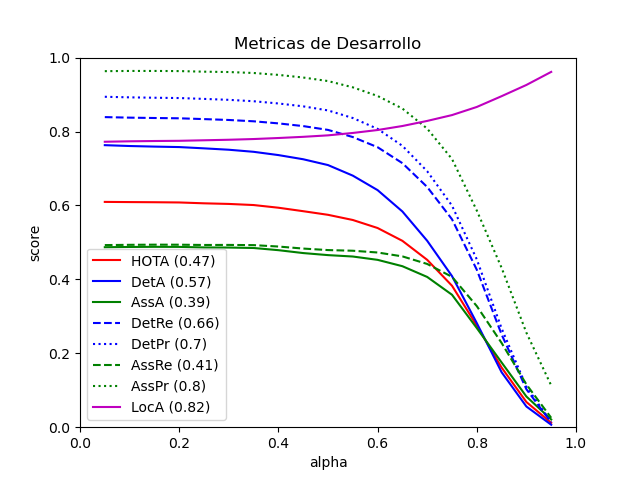 Metricas de Desarrollo
1.0
0.8
0.6
0.4
0.2
0.0
score
HOTA (0.47)
DetA (0.57)
AssA (0.39)
DetRe (0.66)
DetPr (0.7)
AssRe (0.41)
AssPr (0.8)
LocA (0.82)
0.0 0.2 0.4 0.6 0.8 1.0
alpha